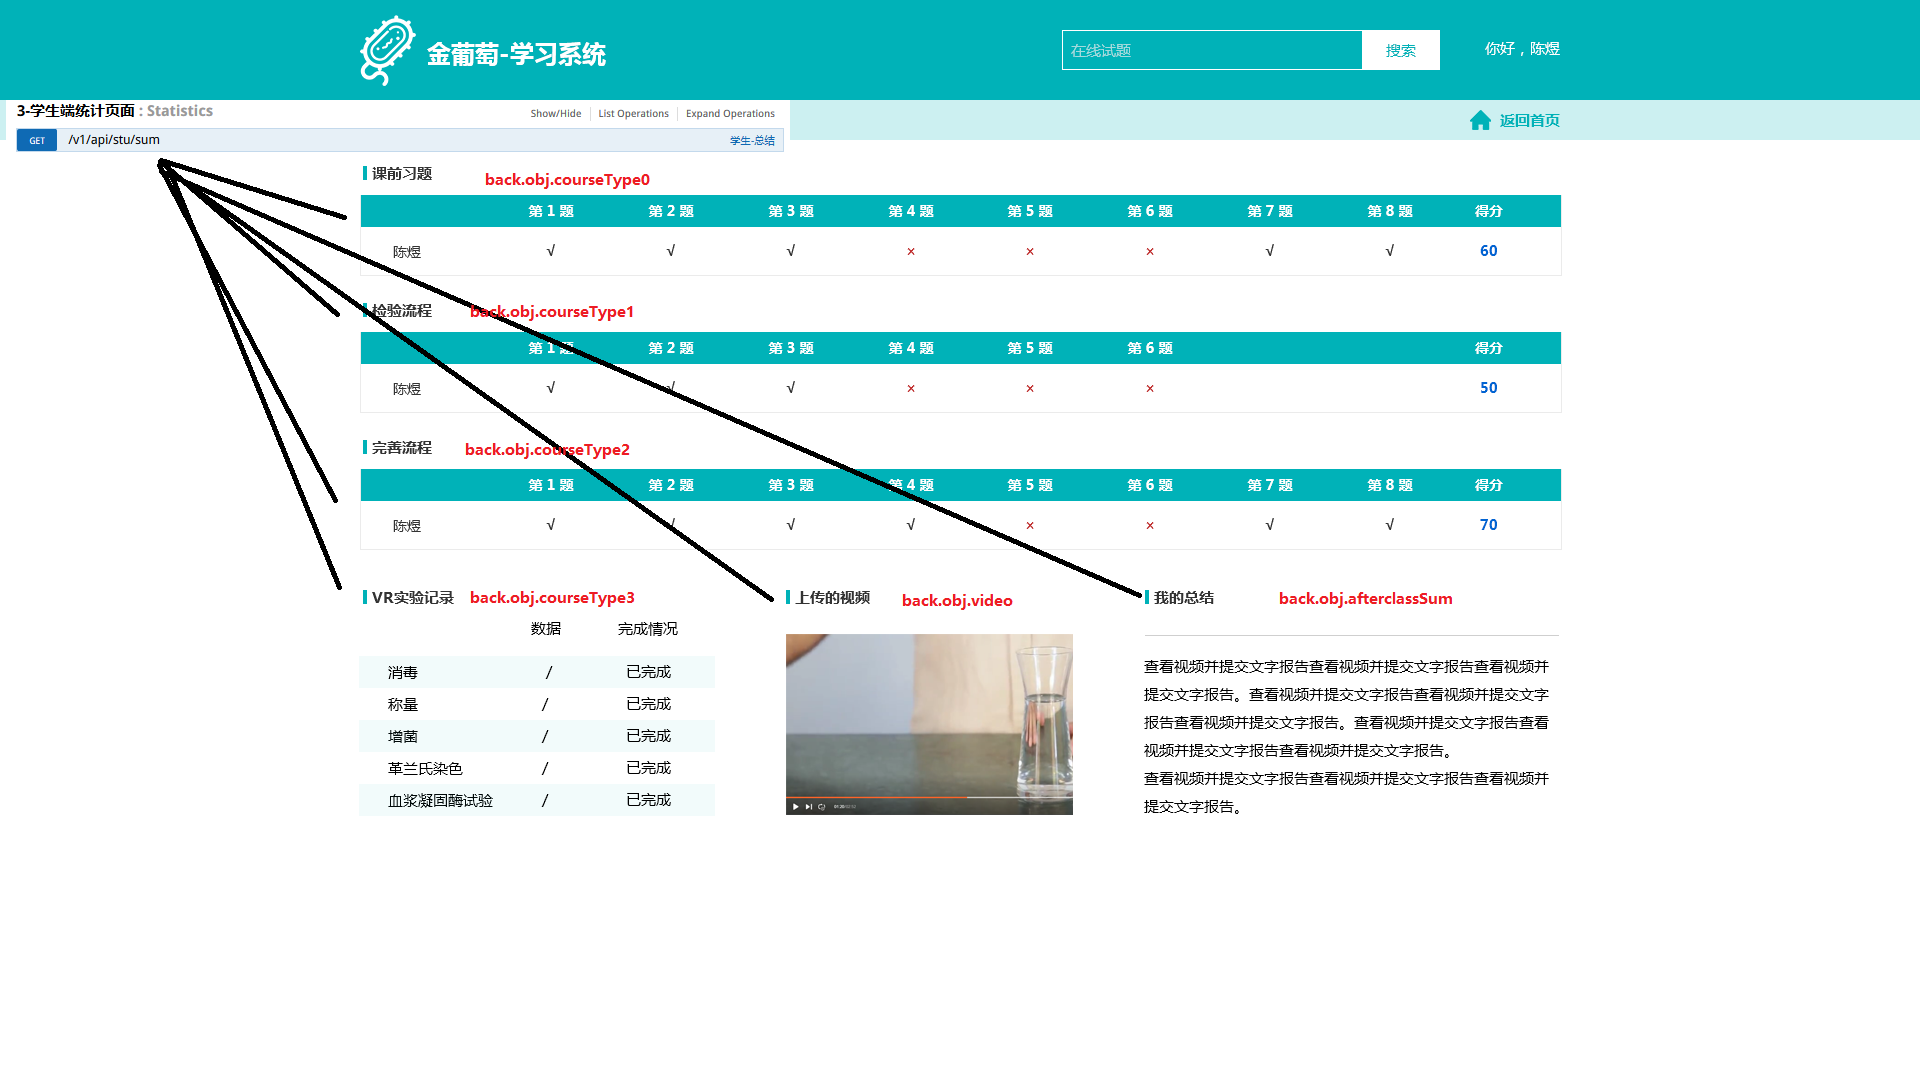 金葡萄-学习系统
在线试题
搜索
你好，陈煜
3-学生端统计页面 : Statistics
Show/Hide
List Operations
Expand Operations
返回首页
GET
/v1/api/stu/sum
学生-总结
课前习题
back.obj.courseType0
第 1 题 第 2 题 第 3 题 第 4 题 第 5 题 第 6 题 第 7 题 第 8 题 得分
陈煜 √ √ √ × × × √ √ 60
检验流程
back.obj.courseType1
第 1 题 第 2 题 第 3 题 第 4 题 第 5 题 第 6 题 得分
陈煜 √ √ √ × × × 50
完善流程
back.obj.courseType2
第 1 题 第 2 题 第 3 题 第 4 题 第 5 题 第 6 题 第 7 题 第 8 题 得分
陈煜 √ √ √ √ × × √ √ 70
VR实验记录
back.obj.courseType3
数据 完成情况
消毒 / 已完成
称量 / 已完成
增菌 / 已完成
革兰氏染色 / 已完成
血浆凝固酶试验 / 已完成
上传的视频
back.obj.video
我的总结
back.obj.afterclassSum
查看视频并提交文字报告查看视频并提交文字报告查看视频并
提交文字报告。查看视频并提交文字报告查看视频并提交文字
报告查看视频并提交文字报告。查看视频并提交文字报告查看
视频并提交文字报告查看视频并提交文字报告。
查看视频并提交文字报告查看视频并提交文字报告查看视频并
提交文字报告。